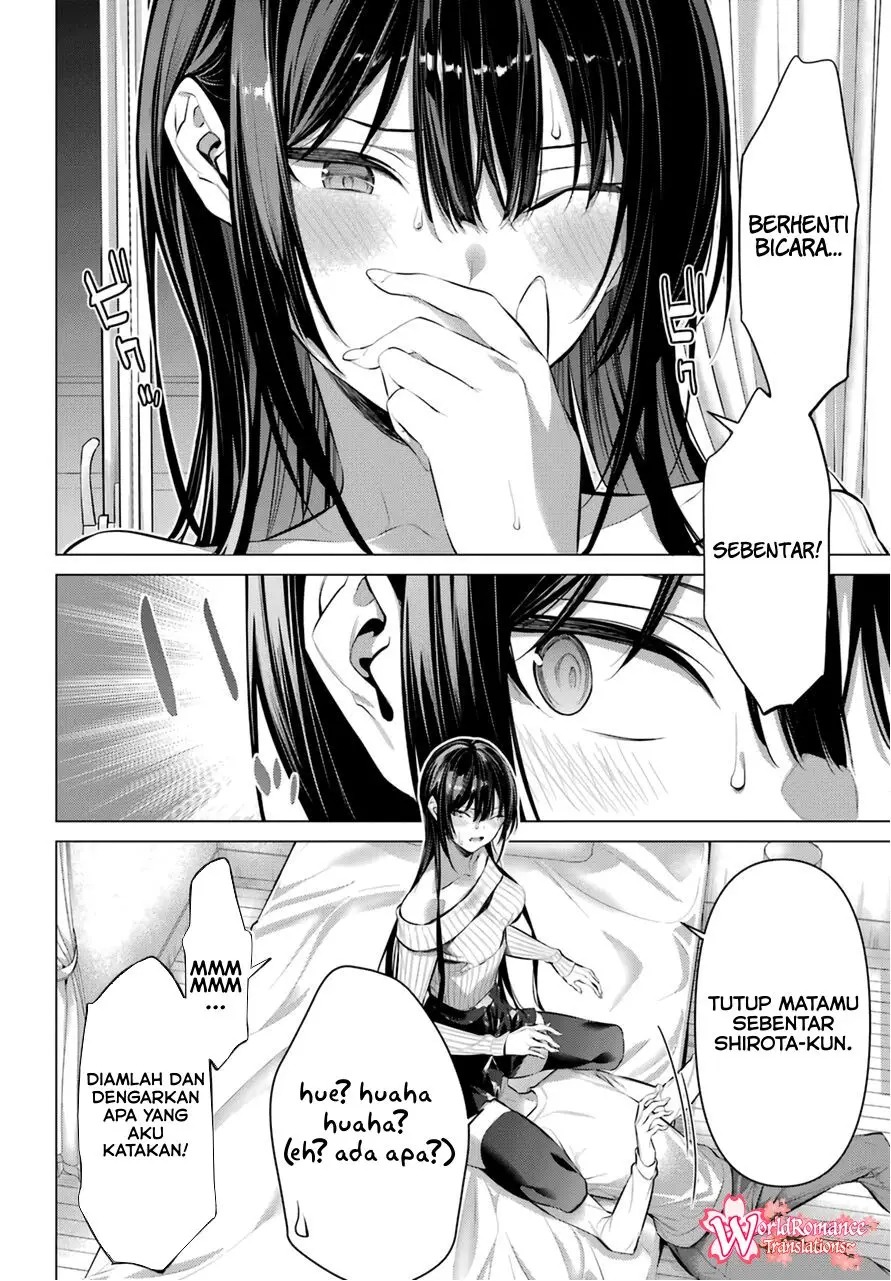 BERHENTI
BICARA...
SEBENTAR!
TUTUP MATAMU
SEBENTAR
SHIROTA-KUN.
hue? huaha
huaha?
(eh? ada apa?)
MMM
MMM
...
DIAMLAH DAN
DENGARKAN
APA YANG
AKU
KATAKAN!
WorldRomance
Translations